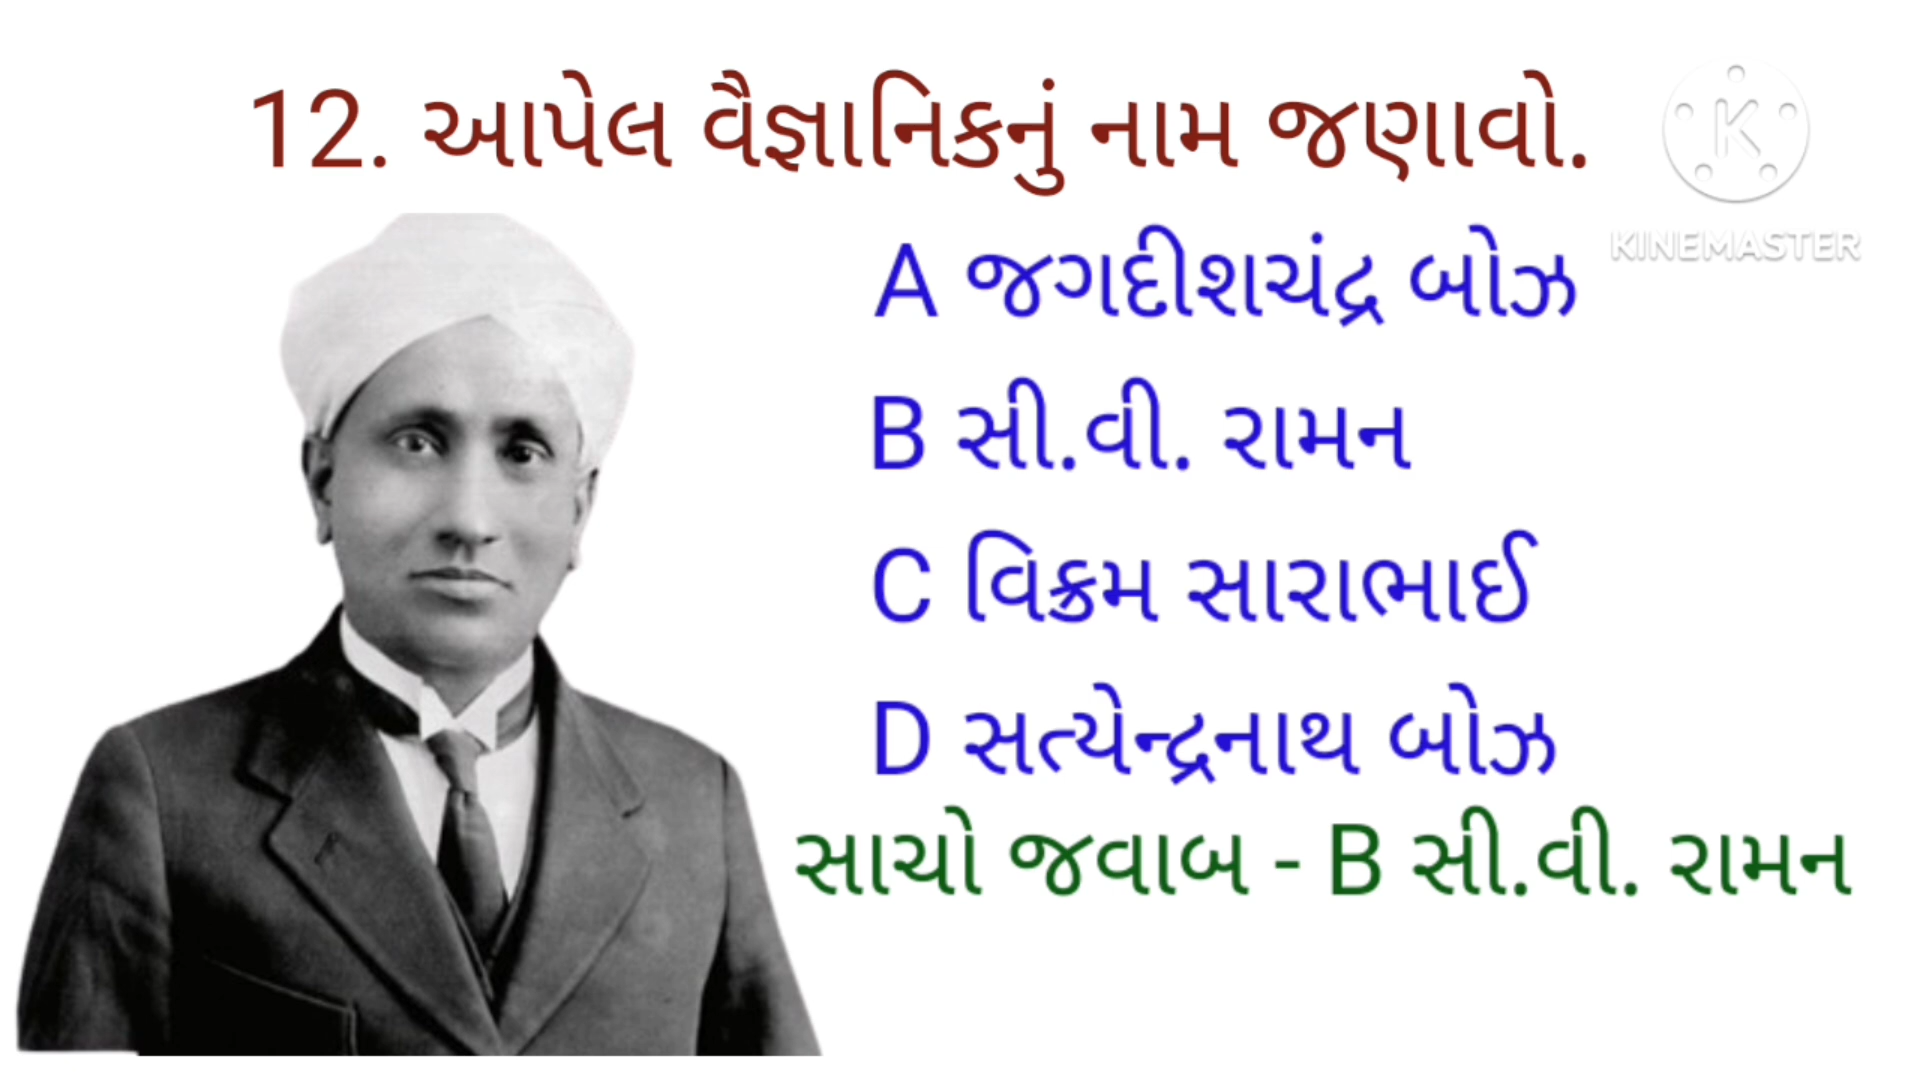 12. આપેલ વૈજ્ઞાનિકનું નામ જણાવો.
K
KINEMASTER
A જગદીશચંદ્ર બોઝ
B સી.વી. રામન
C વિક્રમ સારાભાઈ
D સત્યેન્દ્રનાથ બોઝ
સાચો જવાબ - B સી.વી. રામન